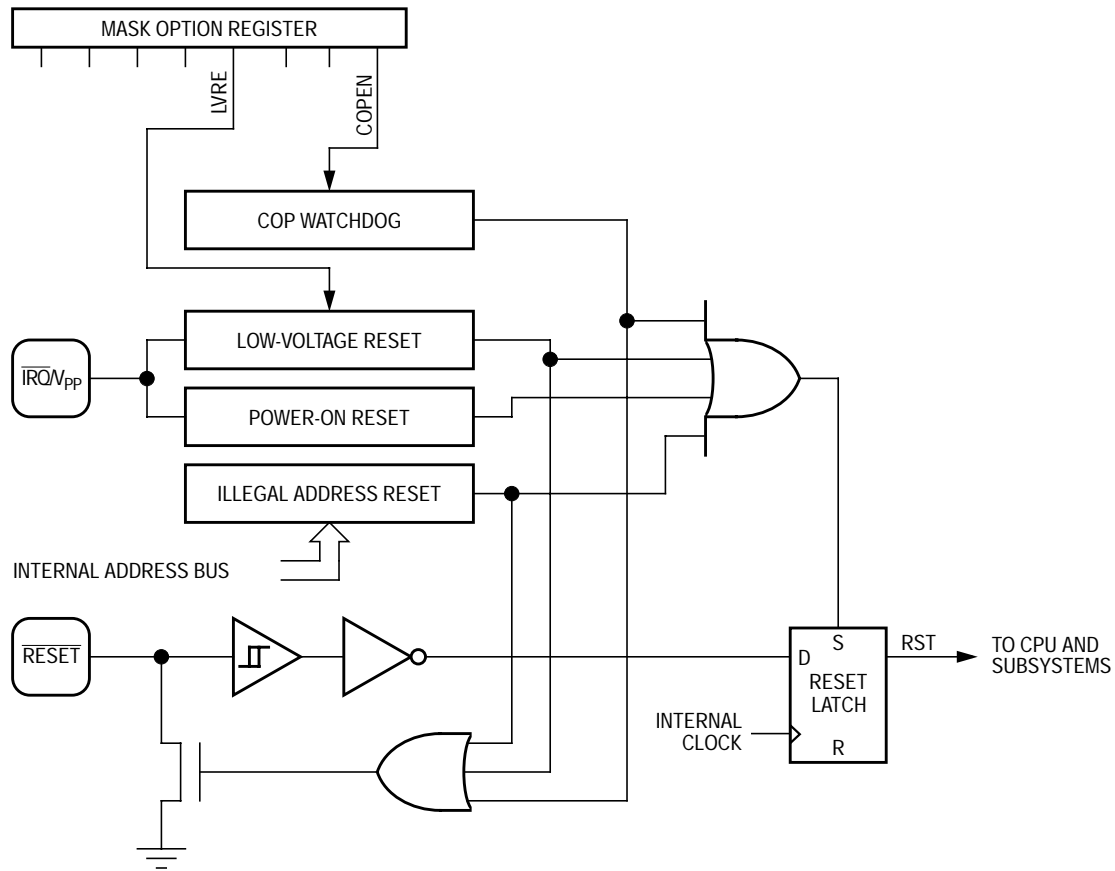 MASK OPTION REGISTER
LVRE
COPEN
COP WATCHDOG
LOW-VOLTAGE RESET
IRQ/VPP
POWER-ON RESET
ILLEGAL ADDRESS RESET
INTERNAL ADDRESS BUS
RESET
D
S
RESET
LATCH
R
RST
TO CPU AND
SUBSYSTEMS
INTERNAL
CLOCK